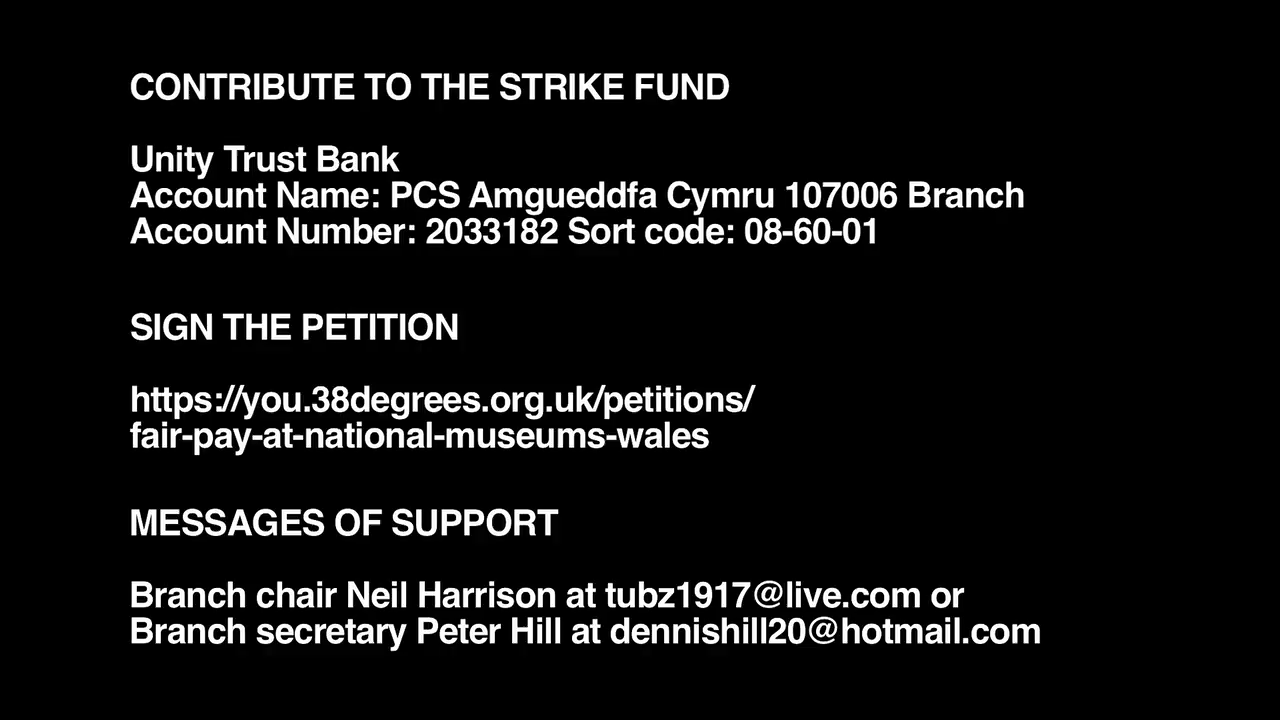 CONTRIBUTE TO THE STRIKE FUND
Unity Trust Bank
Account Name: PCS Amgueddfa Cymru 107006 Branch
Account Number: 2033182 Sort code: 08-60-01
SIGN THE PETITION
https://you.38degrees.org.uk/petitions/
fair-pay-at-national-museums-wales
MESSAGES OF SUPPORT
Branch chair Neil Harrison at tubz1917@live.com or
Branch secretary Peter Hill at dennishill20@hotmail.com